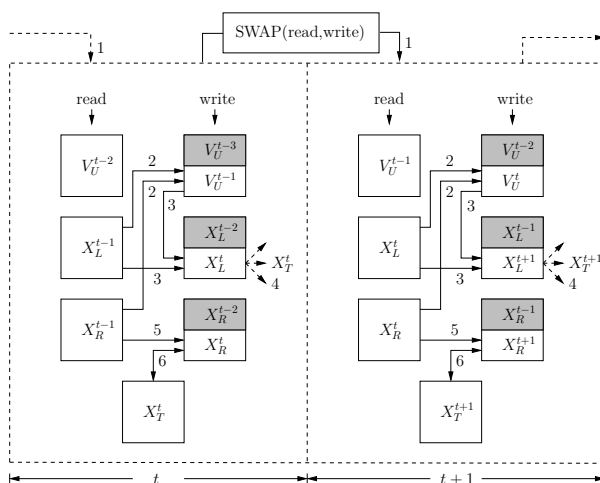 SWAP(read,write)
1 1
read write read write
V_U^{t−2} V_U^{t−3} V_U^{t−1} V_U^{t−2}
2 V_U^{t−1} 2 V_U^t
2 3 2 3
X_L^{t−1} X_L^{t−2} X_L^t X_L^{t−1}
X_L^t X_T^t X_L^{t+1} X_T^{t+1}
3 4 3 4
X_R^{t−1} X_R^{t−2} X_R^t X_R^{t−1}
5 X_R^t 5 X_R^{t+1}
6 6
X_T^t X_T^{t+1}
t t + 1